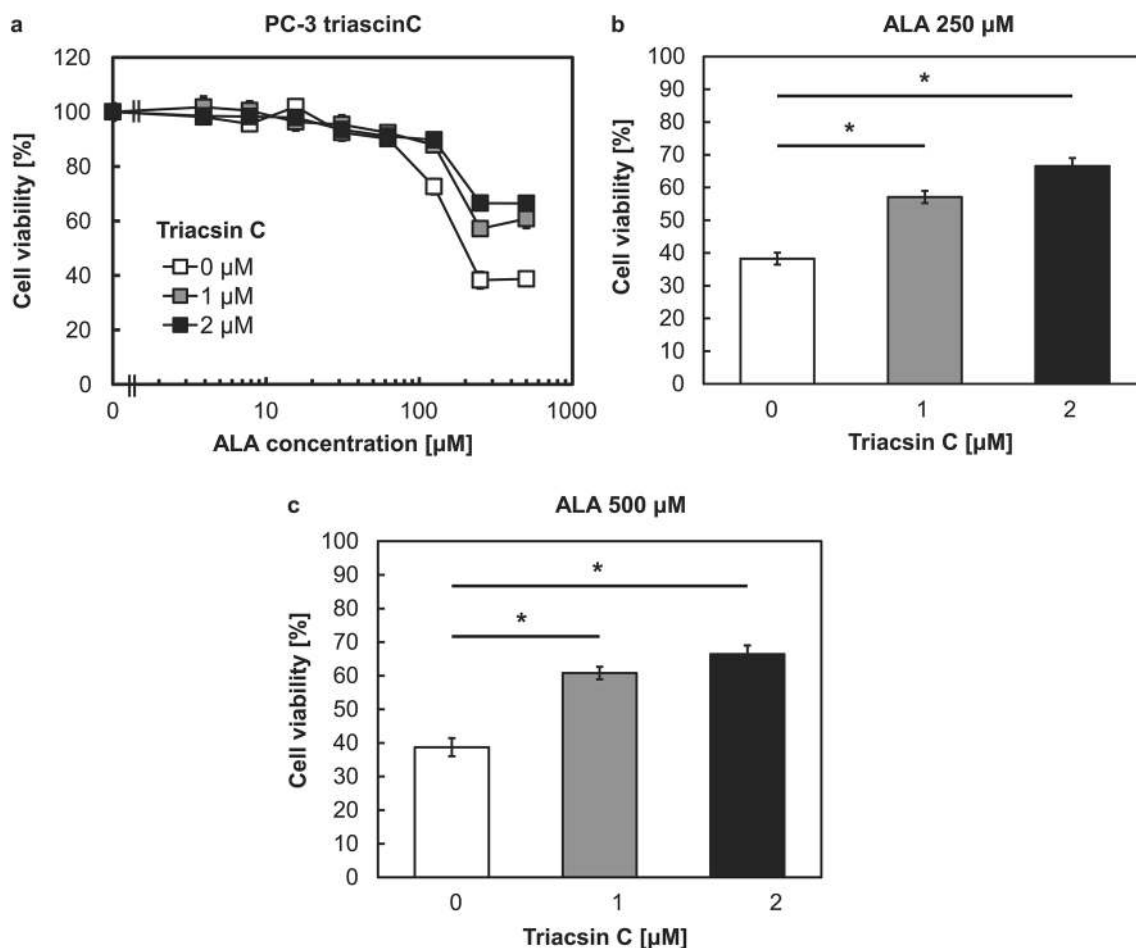 a
PC-3 triascinC
120
100
80
60
40
20
0
Cell viability [%]
Triacsin C
0 µM
1 µM
2 µM
0
10
100
1000
ALA concentration [µM]
b
ALA 250 µM
100
90
80
70
60
50
40
30
20
10
0
Cell viability [%]
*
*
0
1
2
Triacsin C [µM]
c
ALA 500 µM
100
90
80
70
60
50
40
30
20
10
0
Cell viability [%]
*
*
0
1
2
Triacsin C [µM]